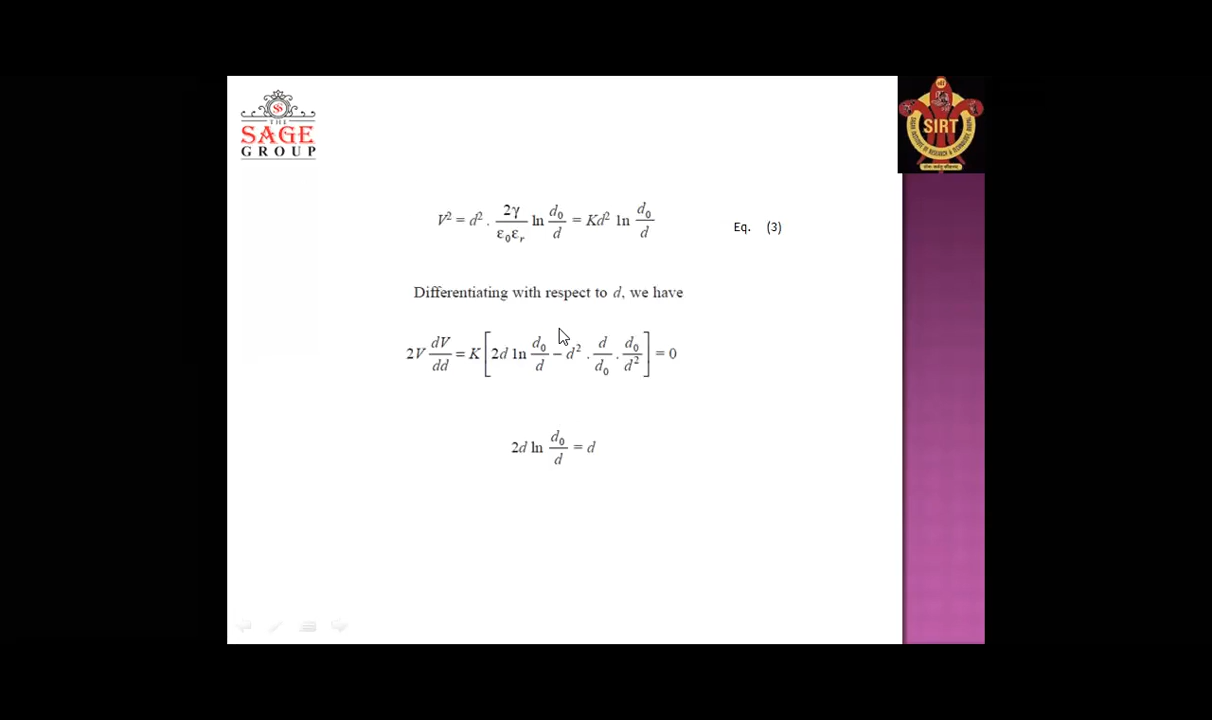 THE
SAGE
GROUP
SIRT
V² = d² . 2γ/ε₀εᵣ ln d₀/d = Kd² ln d₀/d
Eq. (3)
Differentiating with respect to d, we have
2V dV/dd = K[2d ln d₀/d − d² . d/d₀ . d₀/d²] = 0
2d ln d₀/d = d